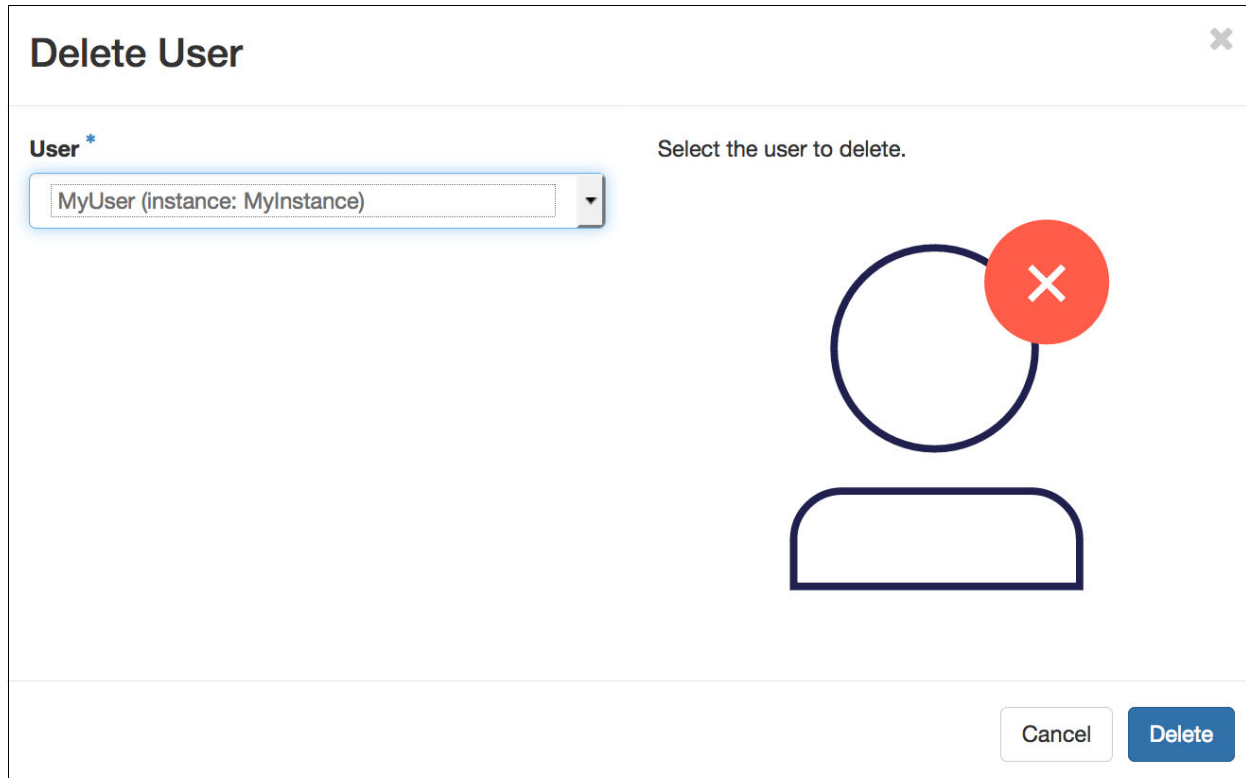 Delete User
User *
Select the user to delete.
MyUser (instance: MyInstance)
Cancel
Delete